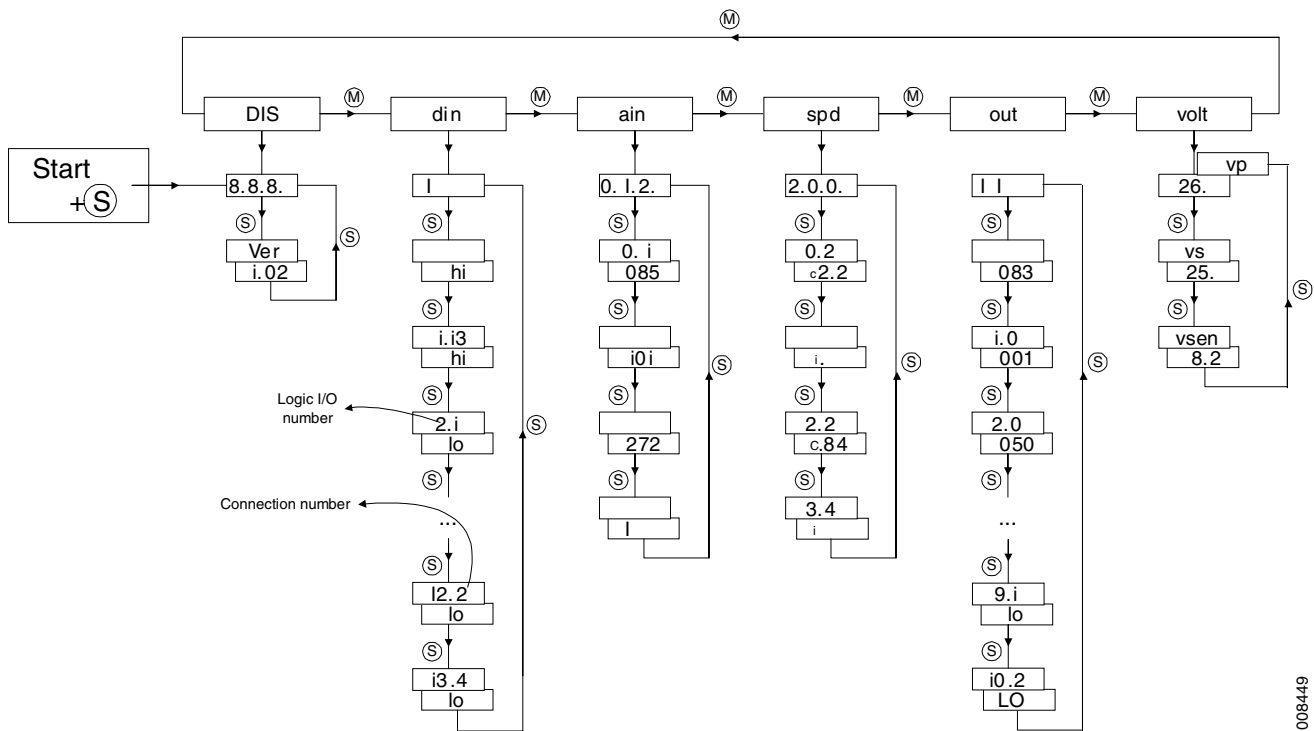 M
DIS
M
din
M
ain
M
spd
M
out
M
volt
Start
+ S
8.8.8.
S
Ver
i.02
S
I
S
hi
S
i.i3
hi
S
Logic I/O
number
2.i
lo
S
Connection number
...
S
I2.2
lo
S
i3.4
lo
S
0. I.2.
S
0. i
085
S
i0i
S
272
S
I
S
2.0.0.
S
0.2
c2.2
S
i.
S
2.2
c.84
S
3.4
i
S
I I
S
083
S
i.0
001
S
2.0
050
S
...
S
9.i
lo
S
i0.2
LO
S
vp
26.
S
vs
25.
S
vsen
8.2
S
008449